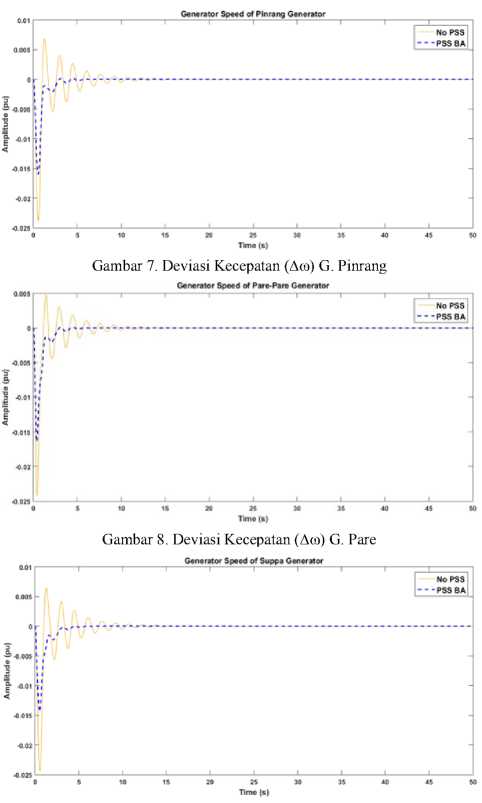 Generator Speed of Pinrang Generator
0.01
0.005
0
-0.005
-0.01
-0.015
-0.02
-0.025
Amplitude (pu)
No PSS
PSS BA
0 5 10 15 20 25 30 35 40 45 50
Time (s)
Gambar 7. Deviasi Kecepatan (Δω) G. Pinrang
Generator Speed of Pare-Pare Generator
0.005
0
-0.005
-0.01
-0.015
-0.02
-0.025
Amplitude (pu)
No PSS
PSS BA
0 5 10 15 20 25 30 35 40 45 50
Time (s)
Gambar 8. Deviasi Kecepatan (Δω) G. Pare
Generator Speed of Suppa Generator
0.01
0.005
0
-0.005
-0.01
-0.015
-0.02
-0.025
Amplitude (pu)
No PSS
PSS BA
0 5 10 15 20 25 30 35 40 45 50
Time (s)